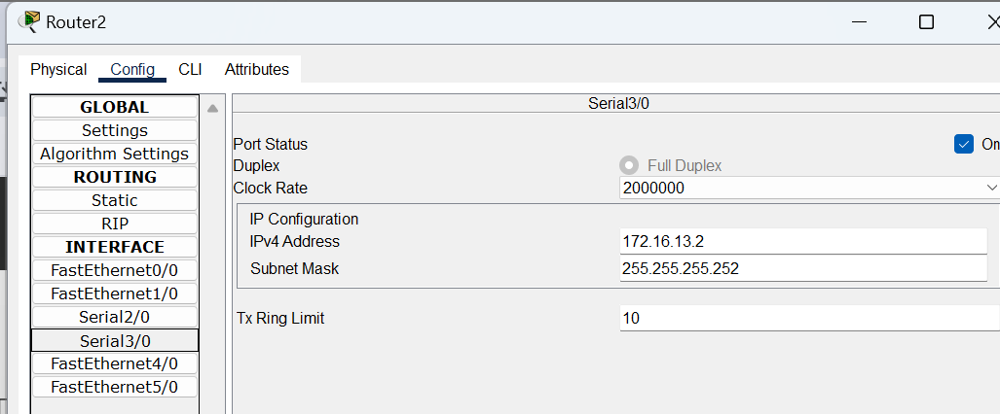 Router2
Physical Config CLI Attributes
GLOBAL
Settings
Algorithm Settings
ROUTING
Static
RIP
INTERFACE
FastEthernet0/0
FastEthernet1/0
Serial2/0
Serial3/0
FastEthernet4/0
FastEthernet5/0
Serial3/0
Port Status On
Duplex Full Duplex
Clock Rate 2000000
IP Configuration
IPv4 Address 172.16.13.2
Subnet Mask 255.255.255.252
Tx Ring Limit 10